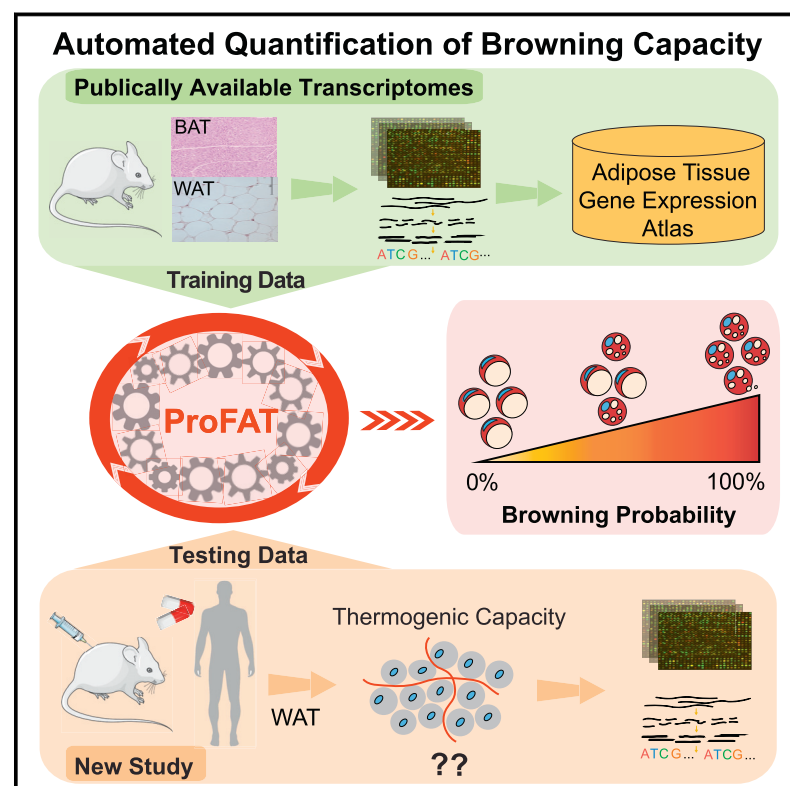 Automated Quantification of Browning Capacity
Publically Available Transcriptomes
BAT
WAT
ATCG... ATCG...
Adipose Tissue
Gene Expression
Atlas
Training Data
ProFAT
0%
100%
Browning Probability
Testing Data
Thermogenic Capacity
WAT
??
ATCG... ATCG...
New Study